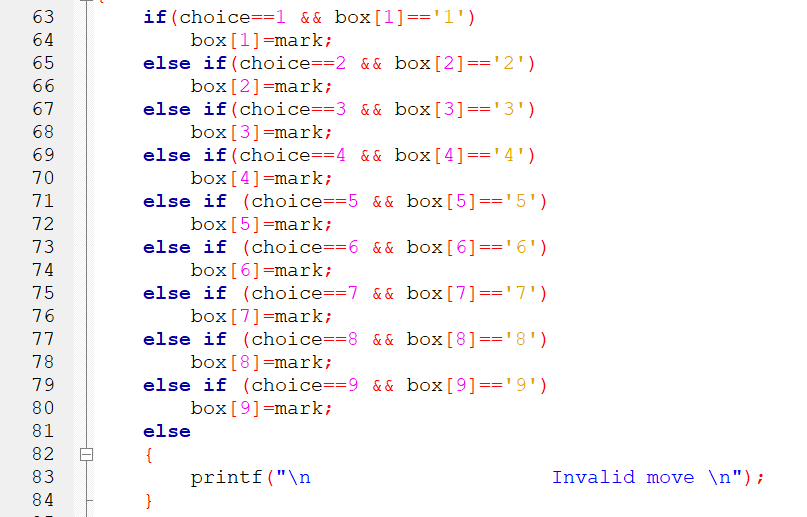 63 if(choice==1 && box[1]=='1')
64 box[1]=mark;
65 else if(choice==2 && box[2]=='2')
66 box[2]=mark;
67 else if(choice==3 && box[3]=='3')
68 box[3]=mark;
69 else if(choice==4 && box[4]=='4')
70 box[4]=mark;
71 else if (choice==5 && box[5]=='5')
72 box[5]=mark;
73 else if (choice==6 && box[6]=='6')
74 box[6]=mark;
75 else if (choice==7 && box[7]=='7')
76 box[7]=mark;
77 else if (choice==8 && box[8]=='8')
78 box[8]=mark;
79 else if (choice==9 && box[9]=='9')
80 box[9]=mark;
81 else
82 {
83 printf("\n                    Invalid move \n");
84 }